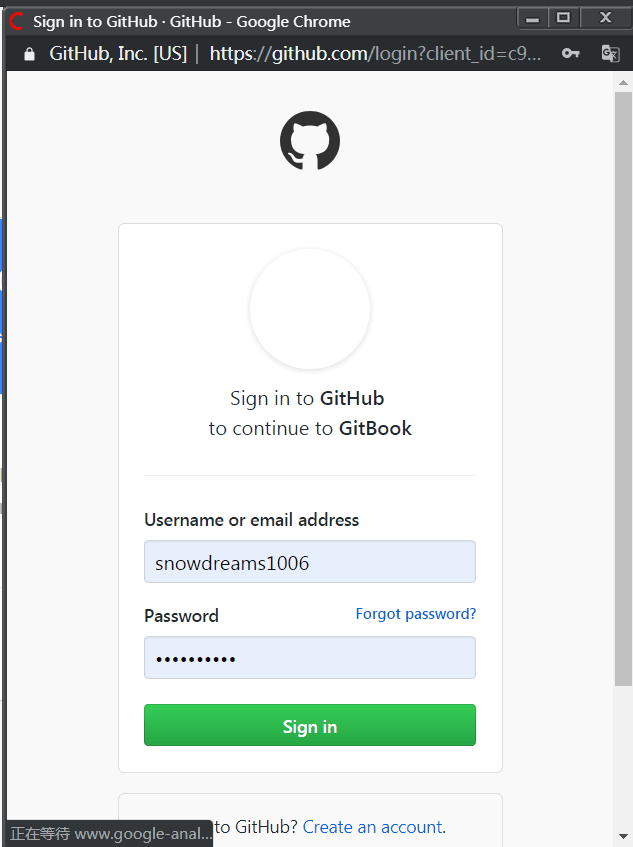 Sign in to GitHub · GitHub - Google Chrome
GitHub, Inc. [US] | https://github.com/login?client_id=c9...
Sign in to GitHub
to continue to GitBook
Username or email address
snowdreams1006
Password Forgot password?
••••••••••
Sign in
to GitHub? Create an account.
正在等待 www.google-anal...